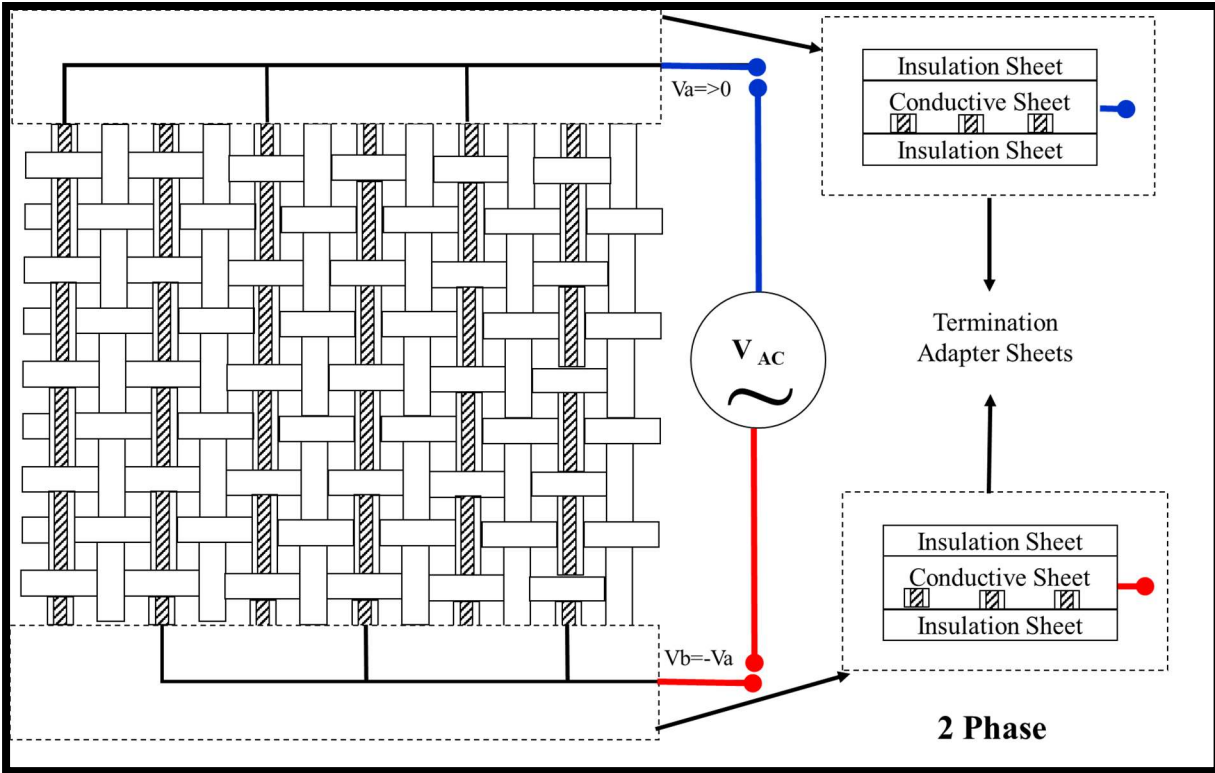 Va=>0
Insulation Sheet
Conductive Sheet
Insulation Sheet
V AC
Termination
Adapter Sheets
Insulation Sheet
Conductive Sheet
Insulation Sheet
Vb=-Va
2 Phase